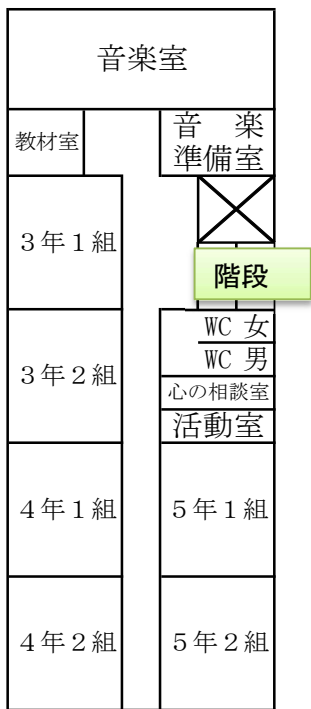 音楽室
教材室
音　楽
準備室
３年１組
階段
WC 女
WC 男
３年２組
心の相談室
活動室
４年１組
５年１組
４年２組
５年２組